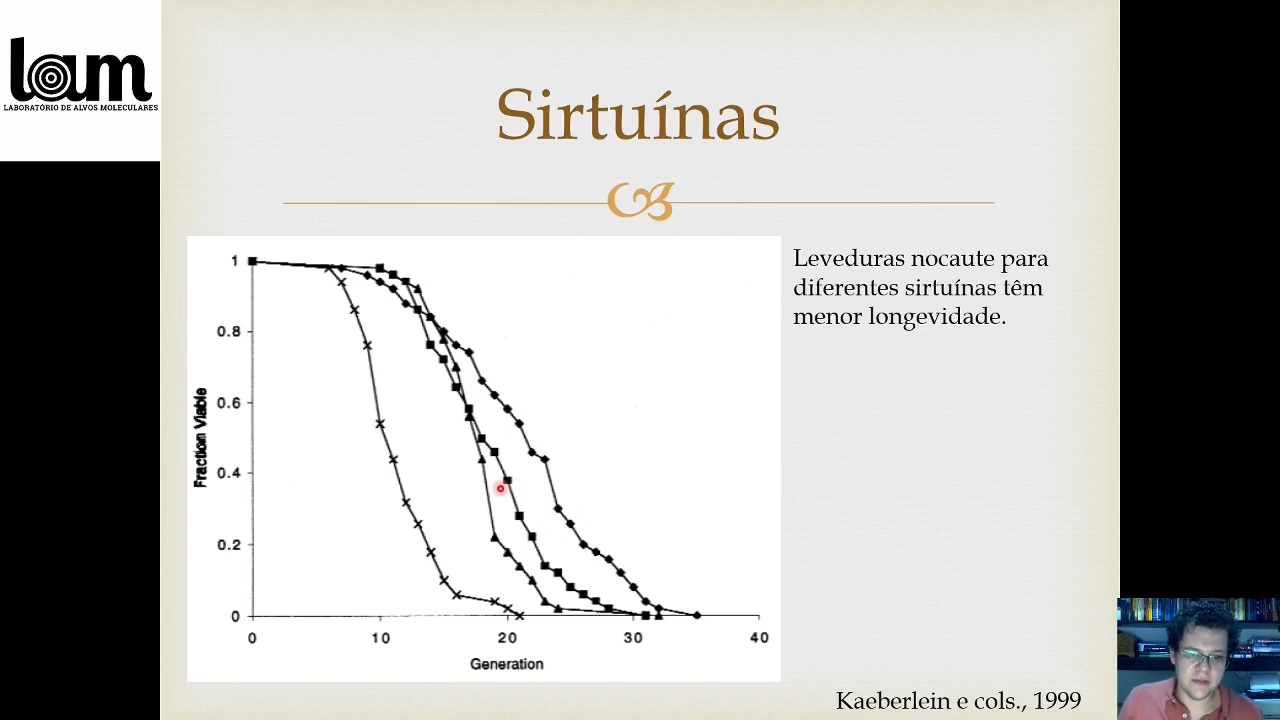 lam
LABORATÓRIO DE ALVOS MOLECULARES
Sirtuínas
Leveduras nocaute para
diferentes sirtuínas têm
menor longevidade.
1
0.8
0.6
0.4
0.2
0
Fraction Viable
0 10 20 30 40
Generation
Kaeberlein e cols., 1999